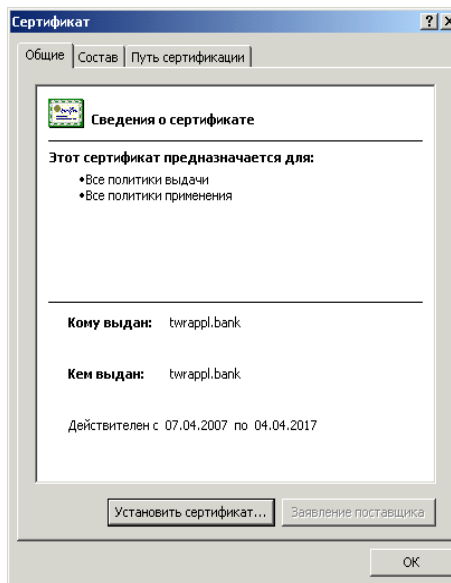 Сертификат
Общие Состав Путь сертификации
Сведения о сертификате
Этот сертификат предназначается для:
•Все политики выдачи
•Все политики применения
Кому выдан: twrappl.bank
Кем выдан: twrappl.bank
Действителен с 07.04.2007 по 04.04.2017
Установить сертификат... Заявление поставщика
OK